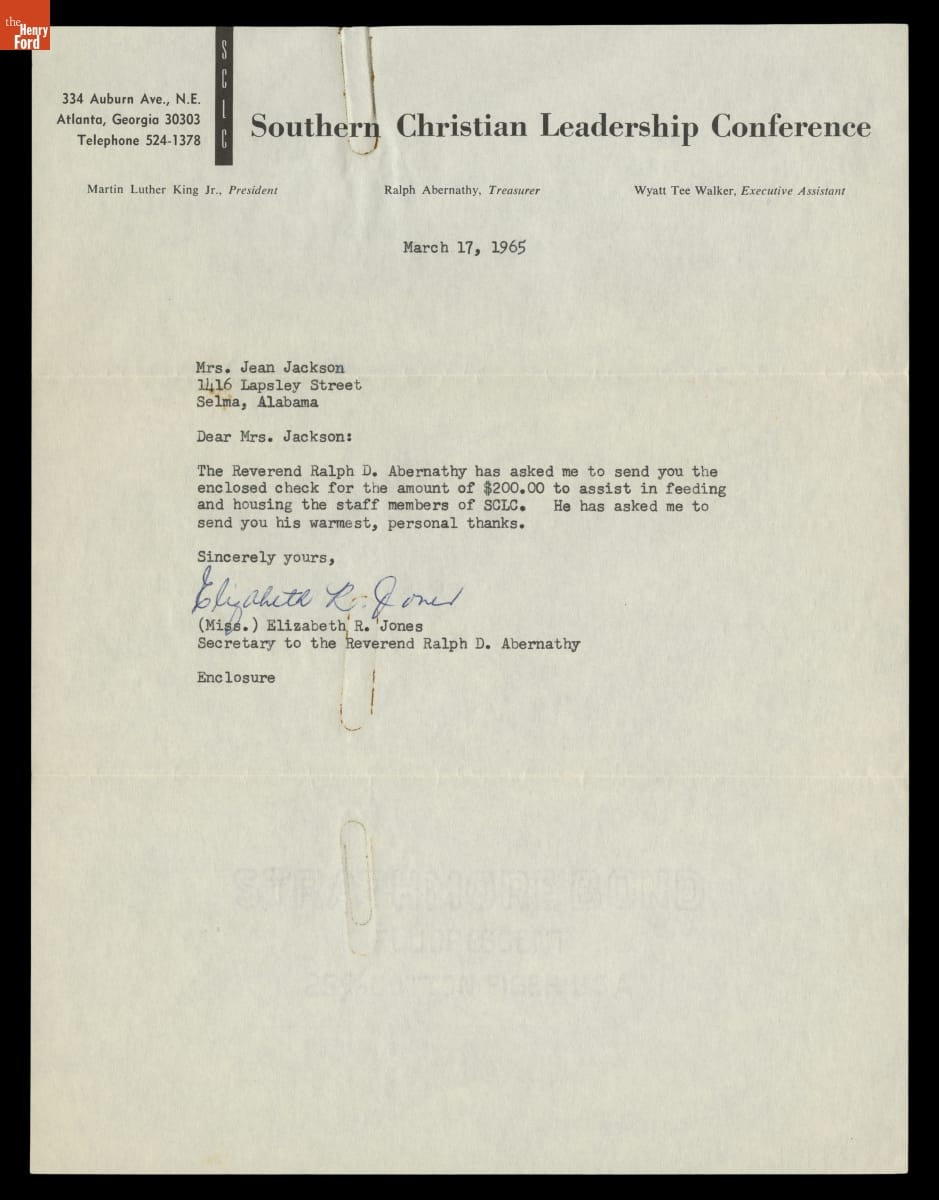 the
Henry
Ford
SCLC
334 Auburn Ave., N.E.
Atlanta, Georgia 30303
Telephone 524-1378
Southern Christian Leadership Conference
Martin Luther King Jr., President
Ralph Abernathy, Treasurer
Wyatt Tee Walker, Executive Assistant
March 17, 1965
Mrs. Jean Jackson
1416 Lapsley Street
Selma, Alabama
Dear Mrs. Jackson:
The Reverend Ralph D. Abernathy has asked me to send you the
enclosed check for the amount of $200.00 to assist in feeding
and housing the staff members of SCLC. He has asked me to
send you his warmest, personal thanks.
Sincerely yours,
Elizabeth R. Jones
(Miss.) Elizabeth R. Jones
Secretary to the Reverend Ralph D. Abernathy
Enclosure